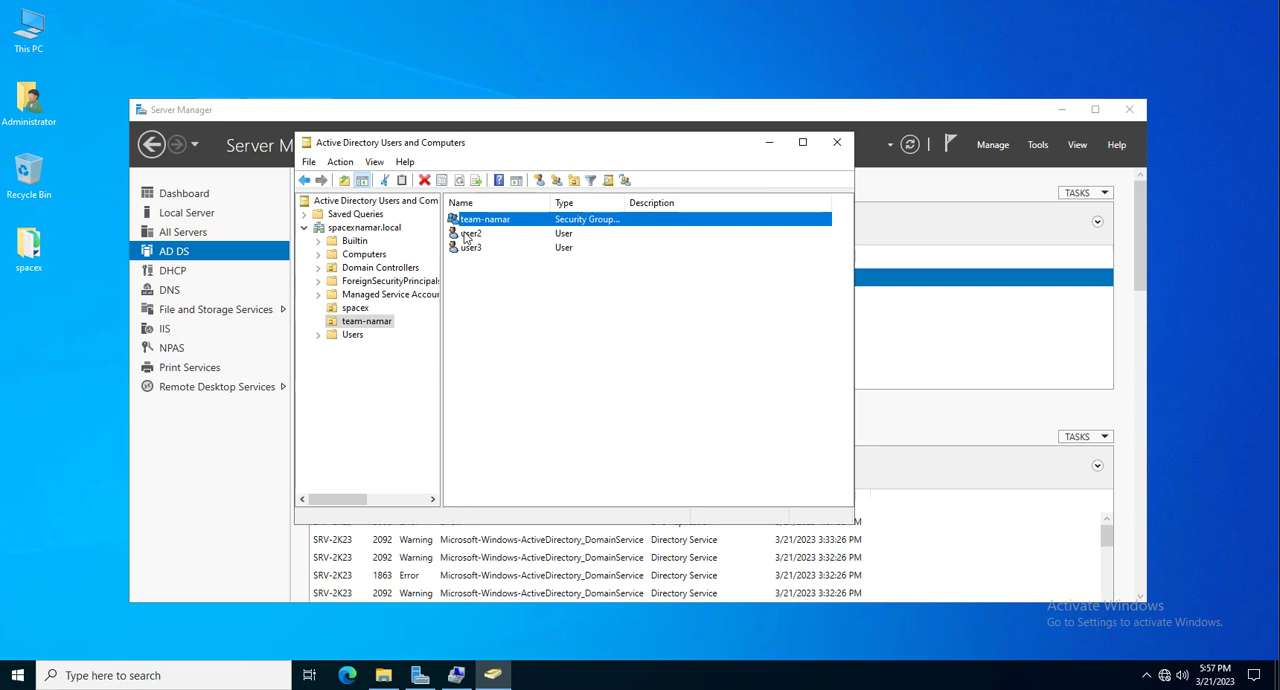 This PC
Administrator
Recycle Bin
spacex
Server Manager
Server M
Manage
Tools
View
Help
Dashboard
Local Server
All Servers
AD DS
DHCP
DNS
File and Storage Services
IIS
NPAS
Print Services
Remote Desktop Services
TASKS
TASKS
Active Directory Users and Computers
File Action View Help
Active Directory Users and Com
Saved Queries
spacexnamar.local
Builtin
Computers
Domain Controllers
ForeignSecurityPrincipals
Managed Service Accour
spacex
team-namar
Users
Name Type Description
team-namar Security Group...
user2 User
user3 User
SRV-2K23 2092 Warning Microsoft-Windows-ActiveDirectory_DomainService Directory Service 3/21/2023 3:33:26 PM
SRV-2K23 2092 Warning Microsoft-Windows-ActiveDirectory_DomainService Directory Service 3/21/2023 3:32:26 PM
SRV-2K23 1863 Error Microsoft-Windows-ActiveDirectory_DomainService Directory Service 3/21/2023 3:32:26 PM
SRV-2K23 2092 Warning Microsoft-Windows-ActiveDirectory_DomainService Directory Service 3/21/2023 3:32:26 PM
Activate Windows
Go to Settings to activate Windows.
Type here to search
5:57 PM
3/21/2023